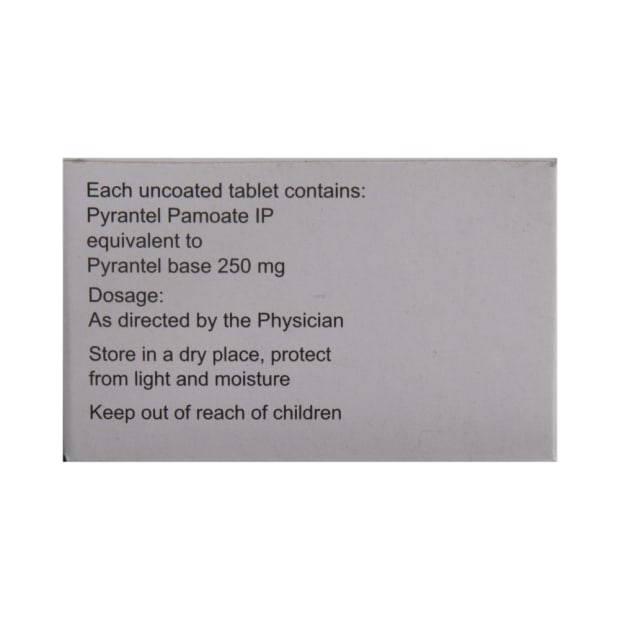 Each uncoated tablet contains:
Pyrantel Pamoate IP
equivalent to
Pyrantel base 250 mg
Dosage:
As directed by the Physician
Store in a dry place, protect
from light and moisture
Keep out of reach of children